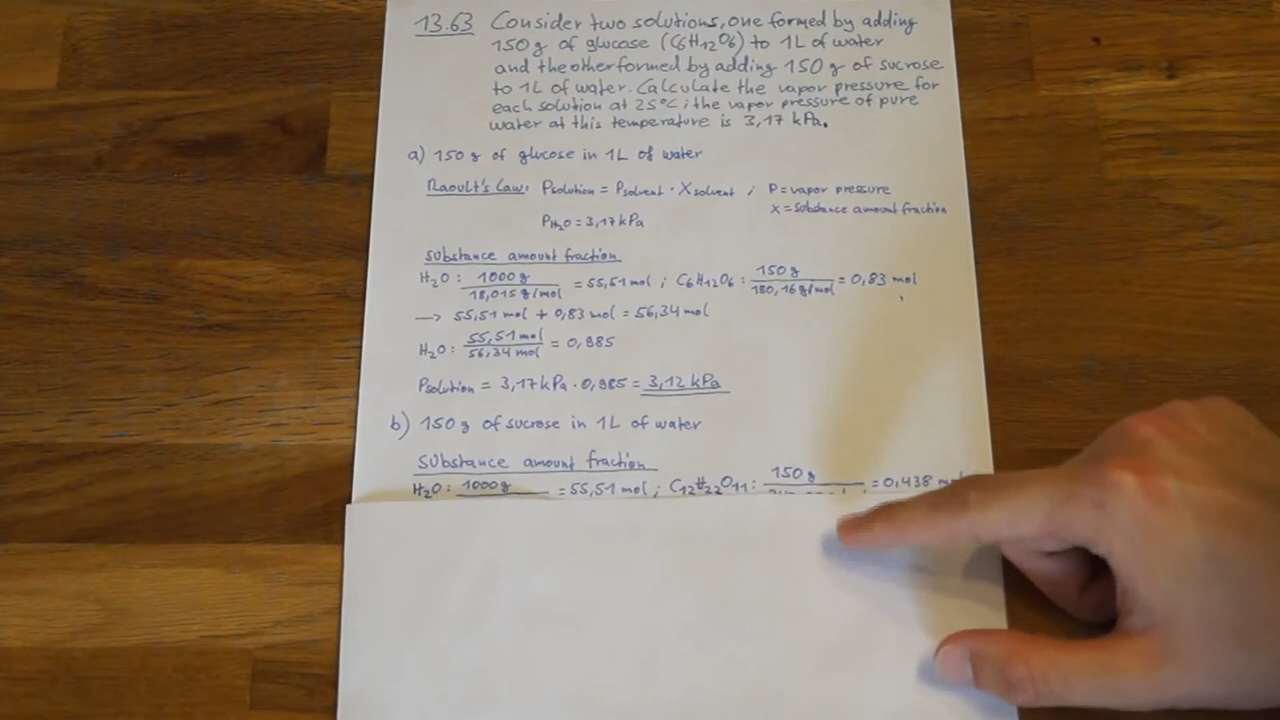 13.63 Consider two solutions, one formed by adding
150 g of glucose (C6H12O6) to 1L of water
and the other formed by adding 150 g of sucrose
to 1L of water. Calculate the vapor pressure for
each solution at 25°C; the vapor pressure of pure
water at this temperature is 3,17 kPa.
a) 150 g of glucose in 1L of water
Raoult's Law: Psolution = Psolvent · Xsolvent ; P = vapor pressure
X = Substance amount fraction
PH2O = 3,17 kPa
Substance amount fraction
H2O: 1000 g / 18,015 g/mol = 55,51 mol ; C6H12O6: 150 g / 180,16 g/mol = 0,83 mol
→ 55,51 mol + 0,83 mol = 56,34 mol
H2O: 55,51 mol / 56,34 mol = 0,985
Psolution = 3,17 kPa · 0,985 = 3,12 kPa
b) 150 g of sucrose in 1L of water
Substance amount fraction
H2O: 1000 g = 55,51 mol ; C12H22O11: 150 g = 0,438